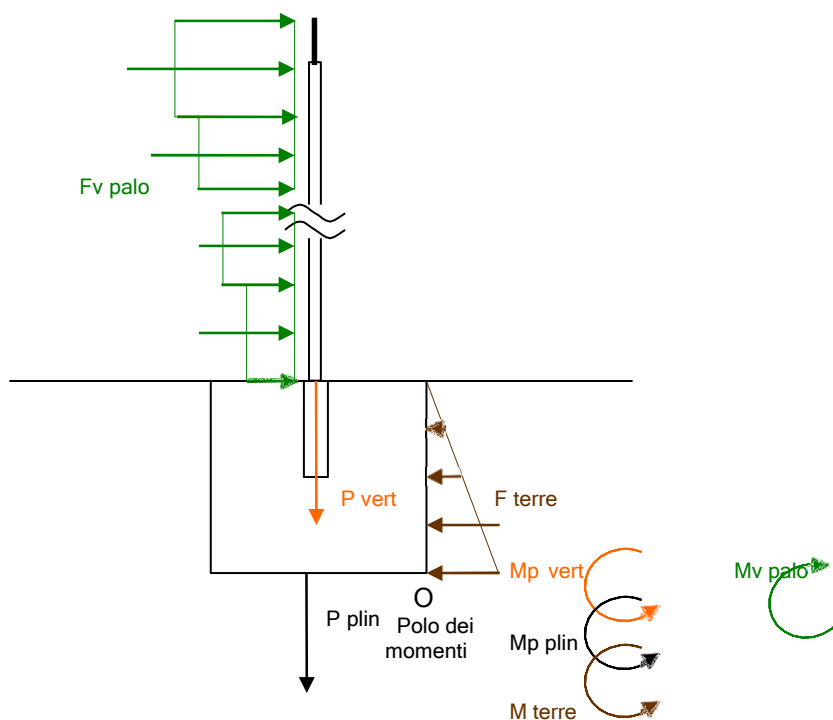 Fv palo
P vert
F terre
Mp vert
Mv palo
O
P plin
Polo dei
momenti
Mp plin
M terre